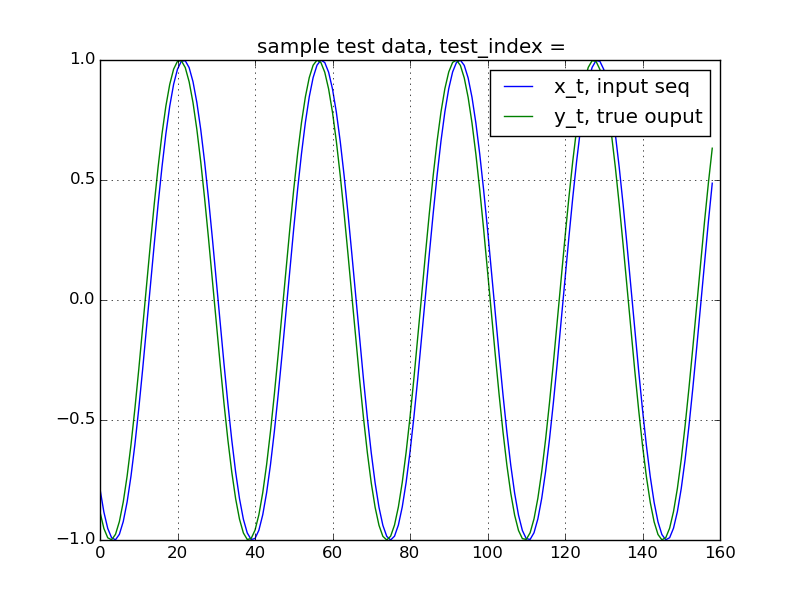 sample test data, test_index =
x_t, input seq
y_t, true ouput
1.0
0.5
0.0
−0.5
−1.0
0 20 40 60 80 100 120 140 160